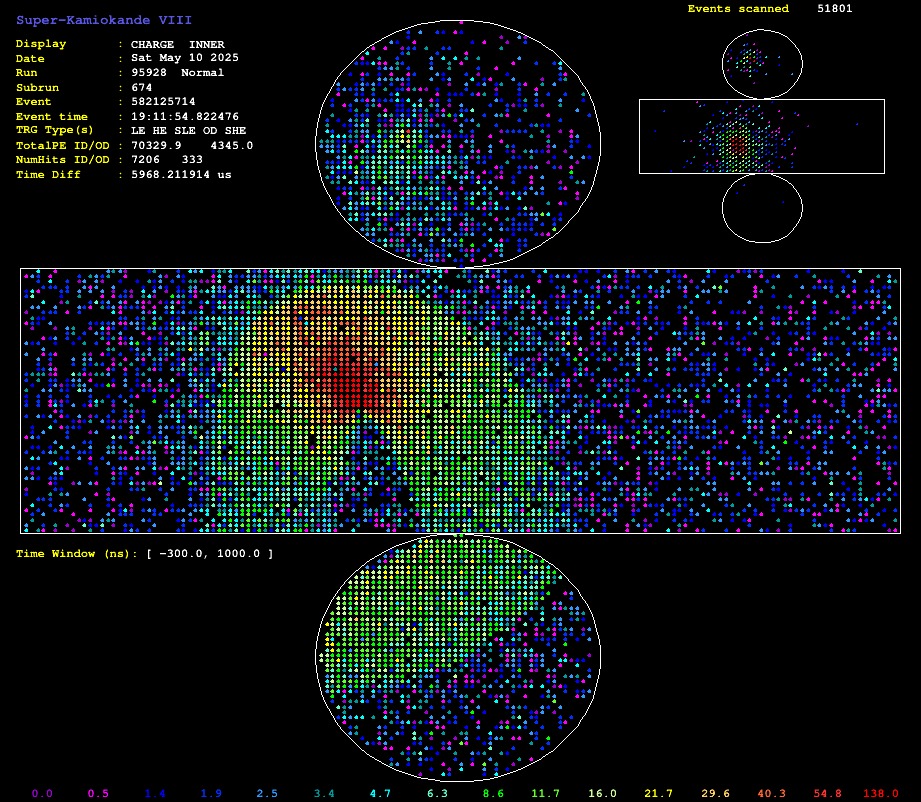 Super-Kamiokande VIII
Events scanned 51801
Display : CHARGE INNER
Date : Sat May 10 2025
Run : 95928 Normal
Subrun : 674
Event : 582125714
Event time : 19:11:54.822476
TRG Type(s) : LE HE SLE OD SHE
TotalPE ID/OD : 70329.9 4345.0
NumHits ID/OD : 7206 333
Time Diff : 5968.211914 us
Time Window (ns): [ −300.0, 1000.0 ]
0.0 0.5 1.4 1.9 2.5 3.4 4.7 6.3 8.6 11.7 16.0 21.7 29.6 40.3 54.8 138.0